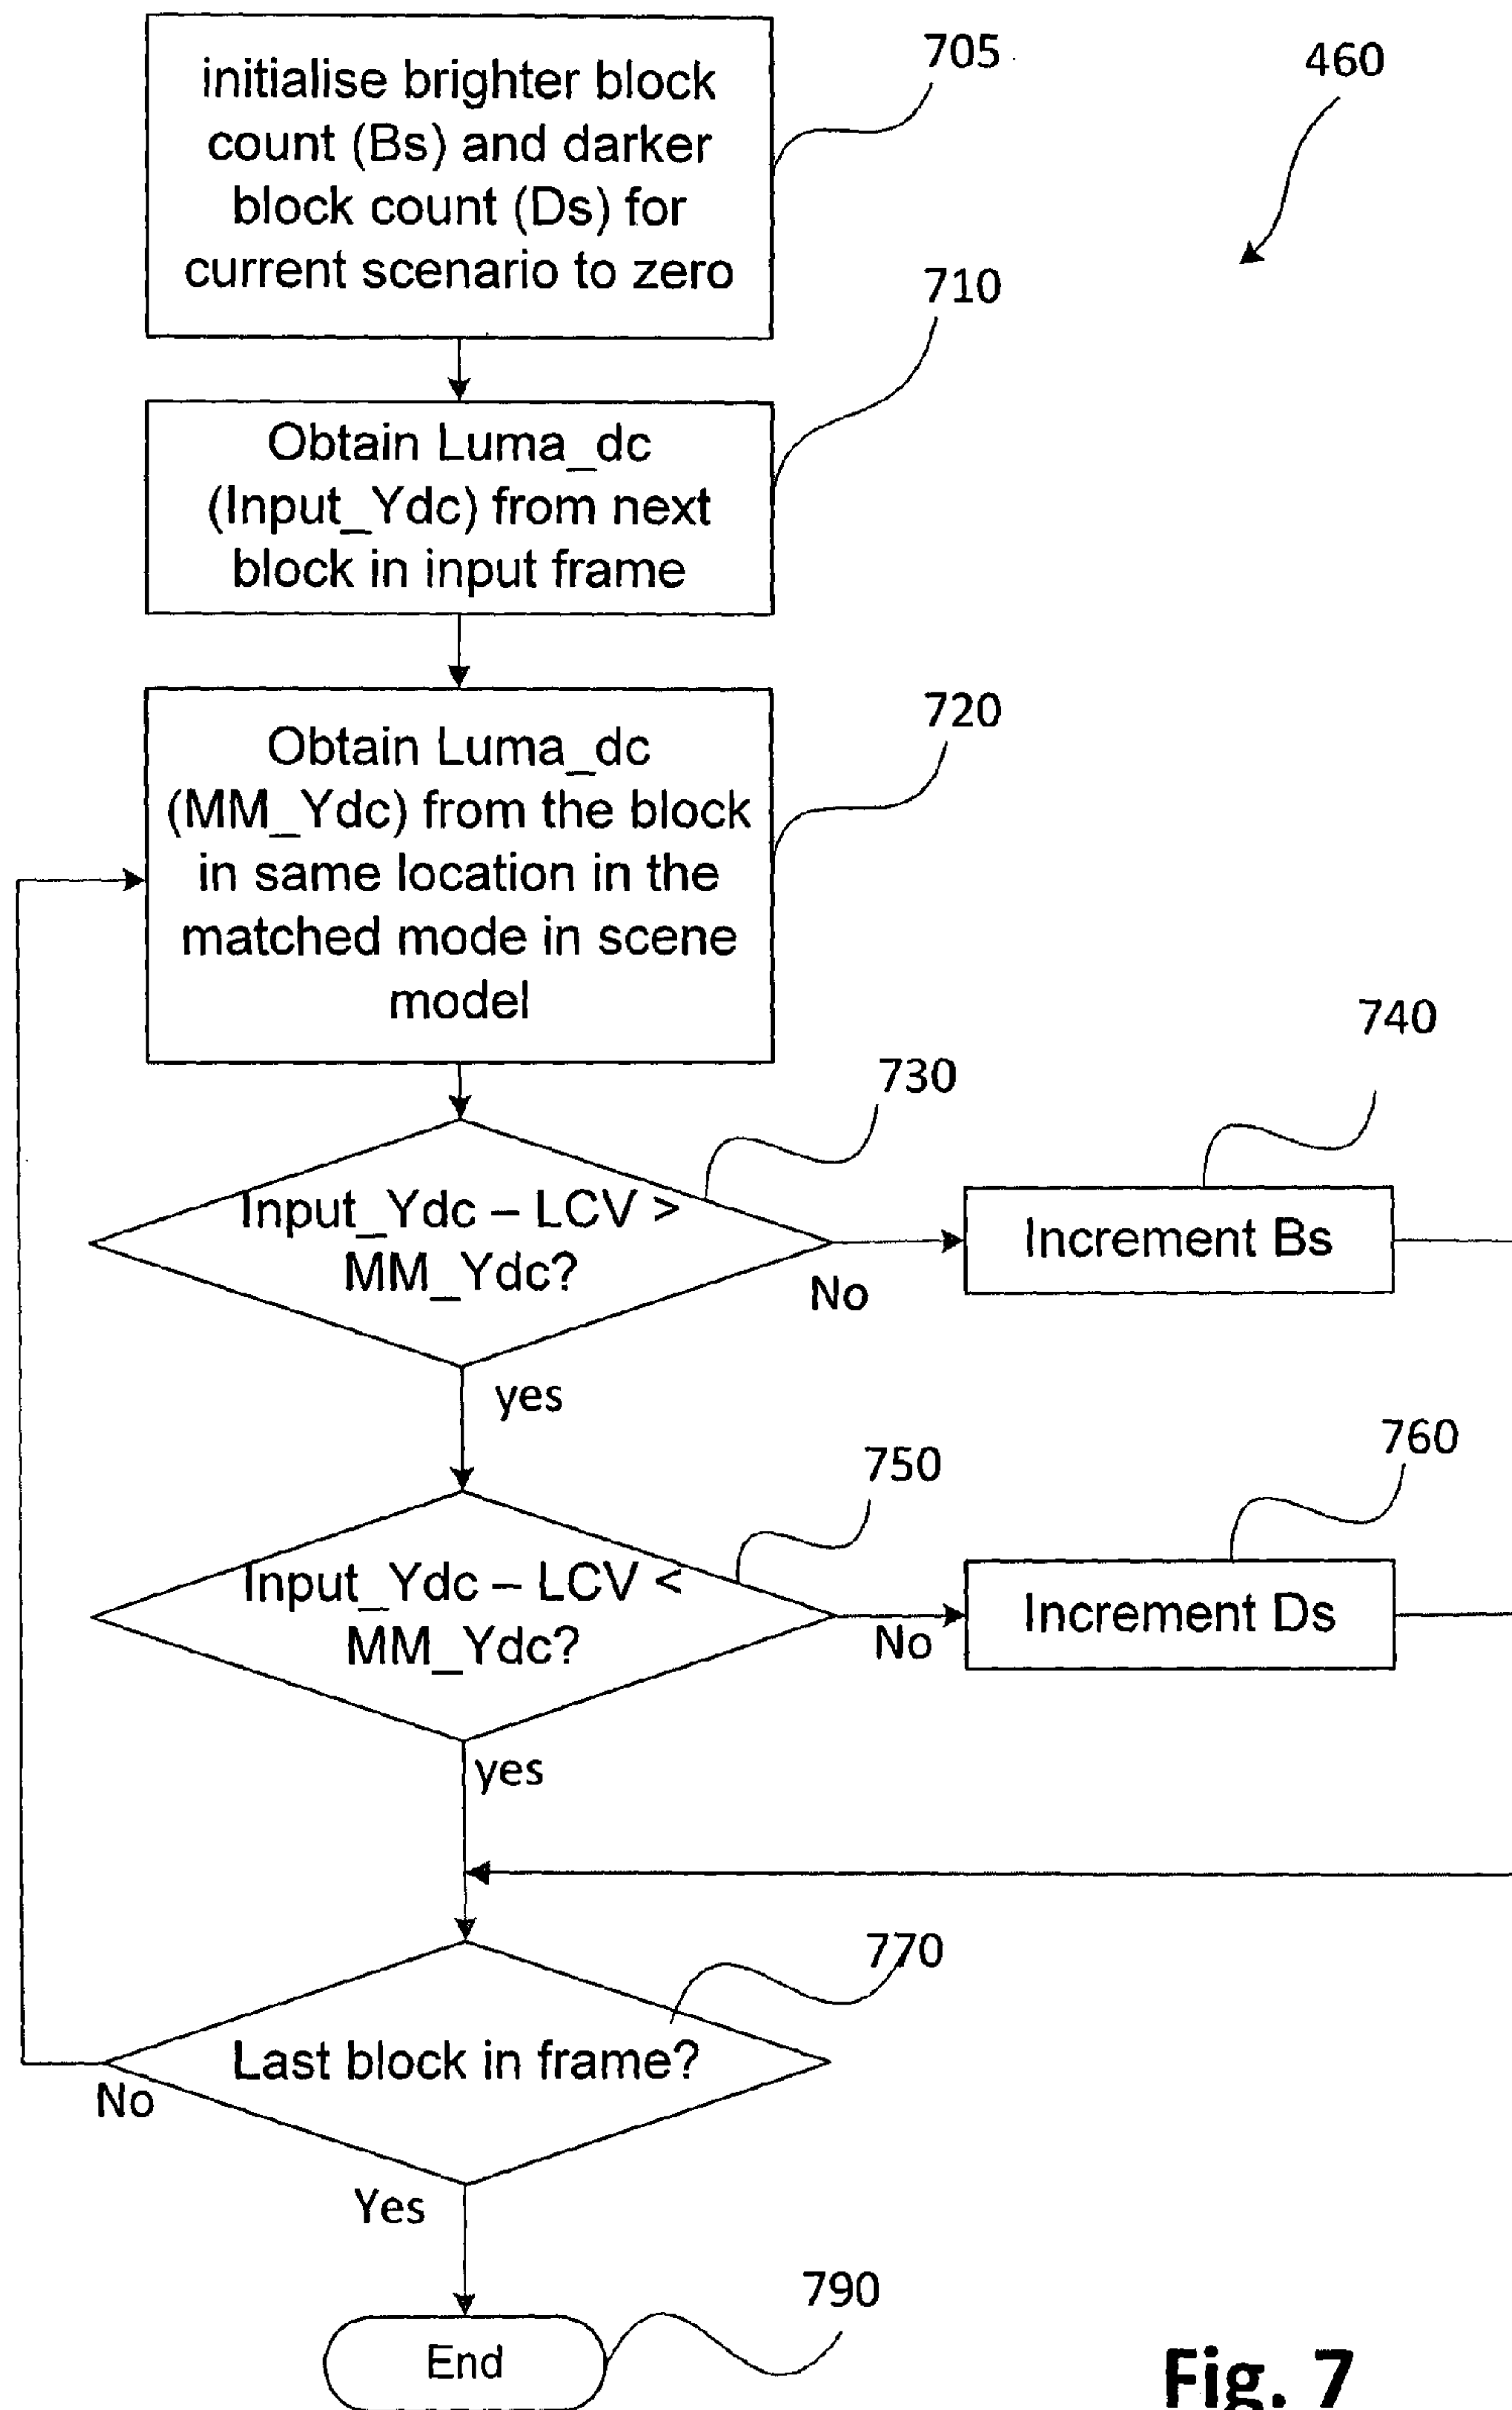 705
460
initialise brighter block
count (Bs) and darker
block count (Ds) for
current scenario to zero
710
Obtain Luma_dc
(Input_Ydc) from next
block in input frame
720
Obtain Luma_dc
(MM_Ydc) from the block
in same location in the
matched mode in scene
model
730
740
Input_Ydc – LCV >
MM_Ydc?
No
Increment Bs
yes
750
760
Input_Ydc – LCV <
MM_Ydc?
No
Increment Ds
yes
770
Last block in frame?
No
Yes
790
End
Fig. 7